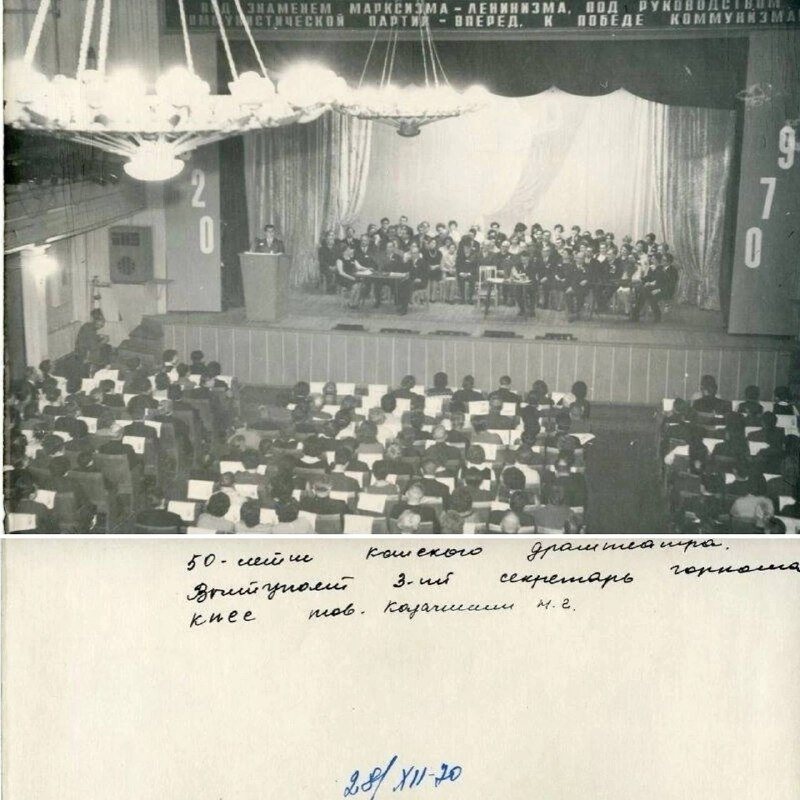 ПОД ЗНАМЕНЕМ МАРКСИЗМА-ЛЕНИНИЗМА, ПОД РУКОВОДСТВОМ
КОММУНИСТИЧЕСКОЙ ПАРТИИ - ВПЕРЕД, К ПОБЕДЕ КОММУНИЗМА
20
970
50-летие драмтеатра.
Выступает 3-ий секретарь горкома
КПСС тов. Н. Г.
28/XII-70